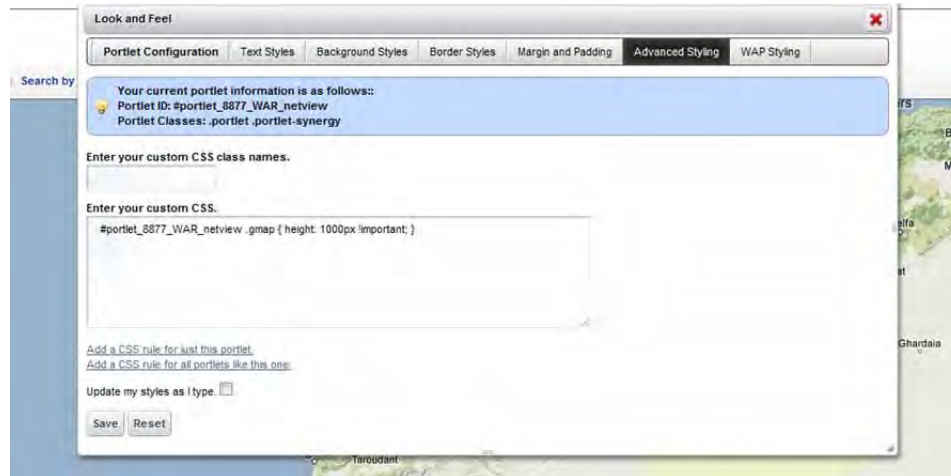 Look and Feel
Portlet Configuration Text Styles Background Styles Border Styles Margin and Padding Advanced Styling WAP Styling
Search by
Your current portlet information is as follows::
Portlet ID: #portlet_8877_WAR_netview
Portlet Classes: .portlet .portlet-synergy
Enter your custom CSS class names.
Enter your custom CSS.
#portlet_8877_WAR_netview .gmap { height: 1000px !important; }
Add a CSS rule for just this portlet.
Add a CSS rule for all portlets like this one.
Ghardaia
Update my styles as I type.
Save Reset
Taroudant